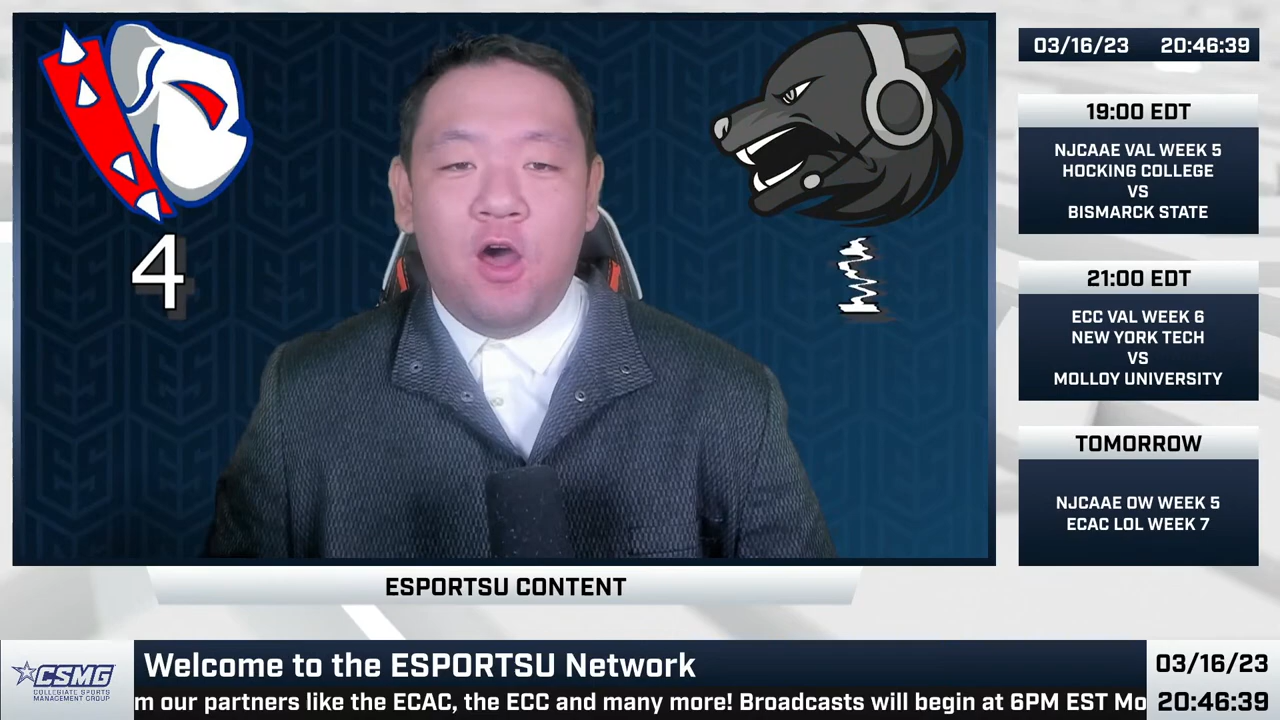 03/16/23 20:46:39
4
19:00 EDT
NJCAAE VAL WEEK 5
HOCKING COLLEGE
VS
BISMARCK STATE
21:00 EDT
ECC VAL WEEK 6
NEW YORK TECH
VS
MOLLOY UNIVERSITY
TOMORROW
NJCAAE OW WEEK 5
ECAC LOL WEEK 7
ESPORTSU CONTENT
CSMG
COLLEGIATE SPORTS
MANAGEMENT GROUP
Welcome to the ESPORTSU Network
m our partners like the ECAC, the ECC and many more! Broadcasts will begin at 6PM EST Mo
03/16/23
20:46:39